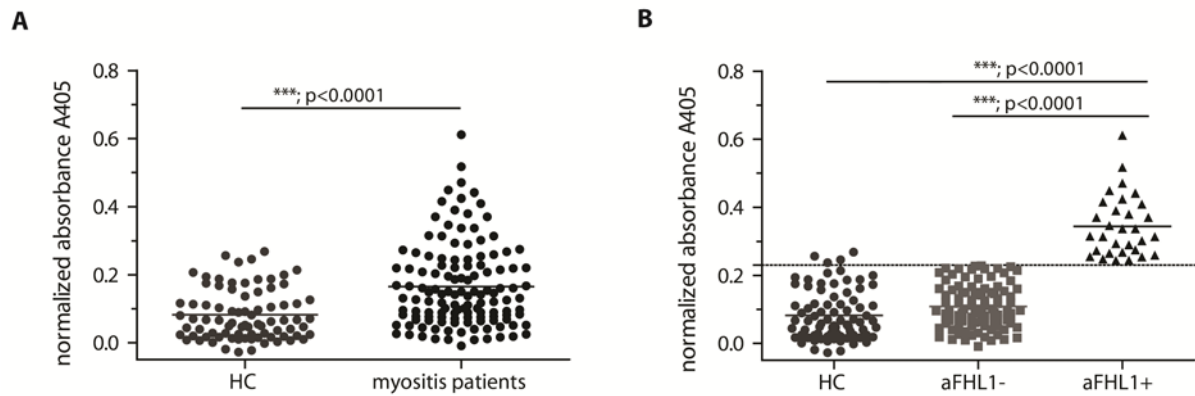 A
normalized absorbance A405
0.8
0.6
0.4
0.2
0.0
***; p<0.0001
HC
myositis patients
B
normalized absorbance A405
0.8
0.6
0.4
0.2
0.0
***; p<0.0001
***; p<0.0001
HC
aFHL1-
aFHL1+